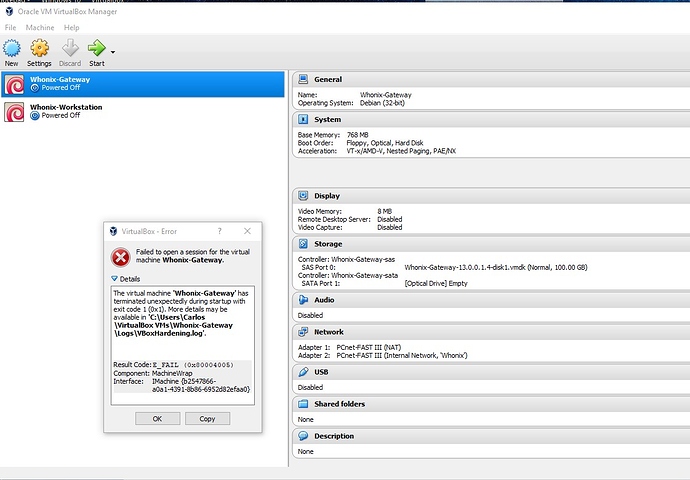 Oracle VM VirtualBox Manager
File Machine Help
New Settings Discard Start
Whonix-Gateway
Powered Off
Whonix-Workstation
Powered Off
General
Name: Whonix-Gateway
Operating System: Debian (32-bit)
System
Base Memory: 768 MB
Boot Order: Floppy, Optical, Hard Disk
Acceleration: VT-x/AMD-V, Nested Paging, PAE/NX
Display
Video Memory: 8 MB
Remote Desktop Server: Disabled
Video Capture: Disabled
Storage
Controller: Whonix-Gateway-sas
SAS Port 0: Whonix-Gateway-13.0.0.1.4-disk1.vmdk (Normal, 100.00 GB)
Controller: Whonix-Gateway-sata
SATA Port 1: [Optical Drive] Empty
Audio
Disabled
Network
Adapter 1: PCnet-FAST III (NAT)
Adapter 2: PCnet-FAST III (Internal Network, 'Whonix')
USB
Disabled
Shared folders
None
Description
None
VirtualBox - Error
Failed to open a session for the virtual
machine Whonix-Gateway.
Details
The virtual machine 'Whonix-Gateway' has
terminated unexpectedly during startup with
exit code 1 (0x1). More details may be
available in 'C:\Users\Carlos
\VirtualBox VMs\Whonix-Gateway
\Logs\VBoxHardening.log'.
Result Code: E_FAIL (0x80004005)
Component: MachineWrap
Interface: IMachine {b2547866-
a0a1-4391-8b86-6952d82efaa0}
OK Copy